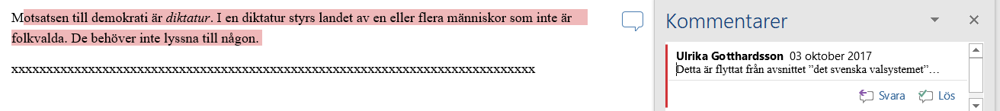 Motsatsen till demokrati är diktatur. I en diktatur styrs landet av en eller flera människor som inte är
folkvalda. De behöver inte lyssna till någon.
xxxxxxxxxxxxxxxxxxxxxxxxxxxxxxxxxxxxxxxxxxxxxxxxxxxxxxxxxxxxxxxxxxxxxxxxxxxx
Kommentarer
Ulrika Gotthardsson 03 oktober 2017
Detta är flyttat från avsnittet ”det svenska valsystemet”…
Svara Lös